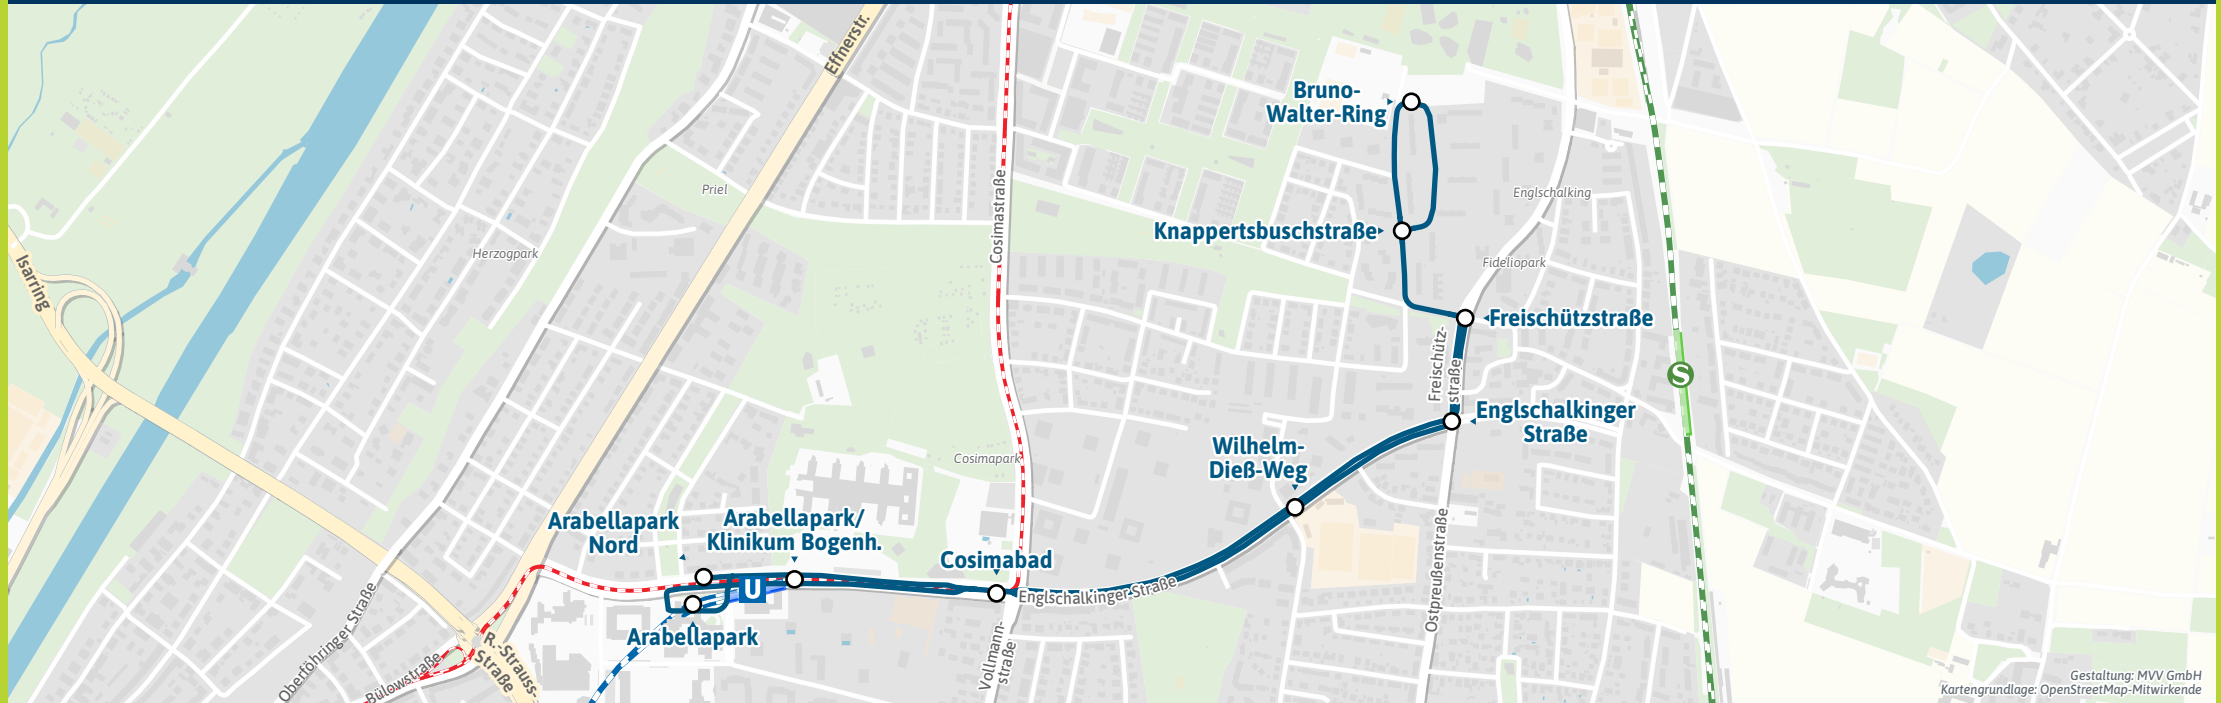 Effnerstr.
Bruno-
Walter-Ring
Priel
Cosimastraße
Englschalking
Knappertsbuschstraße
Herzogpark
Isarring
Fideliopark
Freischützstraße
Freischütz-
straße
S
Englschalkinger
Straße
Wilhelm-
Dieß-Weg
Cosimapark
Arabellapark
Nord
Arabellapark/
Klinikum Bogenh.
Cosimabad
U
Englschalkinger Straße
Ostpreußenstraße
Arabellapark
Oberföhringer Straße
Bülowstraße
R.-Strauss-
Straße
Vollmann-
straße
Gestaltung: MVV GmbH
Kartengrundlage: OpenStreetMap-Mitwirkende